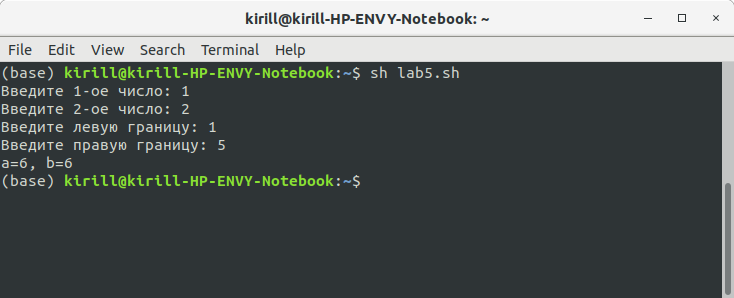 kirill@kirill-HP-ENVY-Notebook: ~
File Edit View Search Terminal Help
(base) kirill@kirill-HP-ENVY-Notebook:~$ sh lab5.sh
Введите 1-ое число: 1
Введите 2-ое число: 2
Введите левую границу: 1
Введите правую границу: 5
a=6, b=6
(base) kirill@kirill-HP-ENVY-Notebook:~$